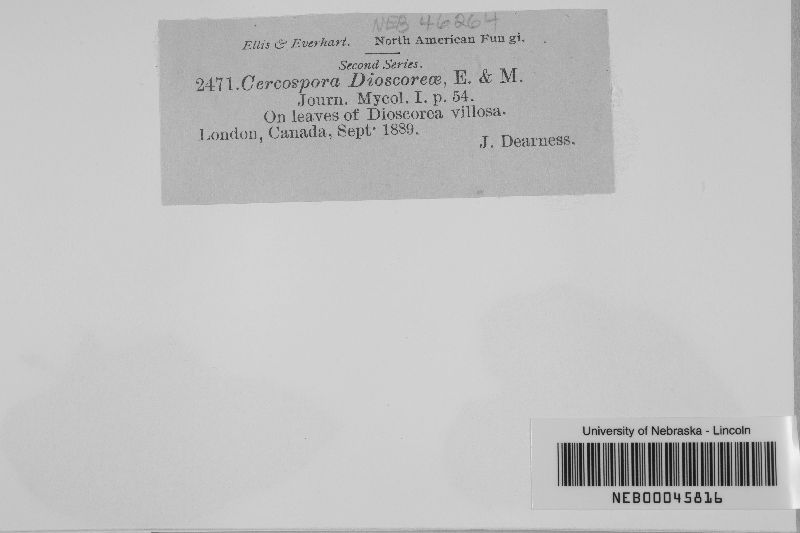 NEB 46264
Ellis & Everhart. North American Fungi.
Second Series.
2471. Cercospora Dioscoreæ, E. & M.
Journ. Mycol. I. p. 54.
On leaves of Dioscorea villosa.
London, Canada, Sept· 1889.
J. Dearness.
University of Nebraska - Lincoln
NEB00045816